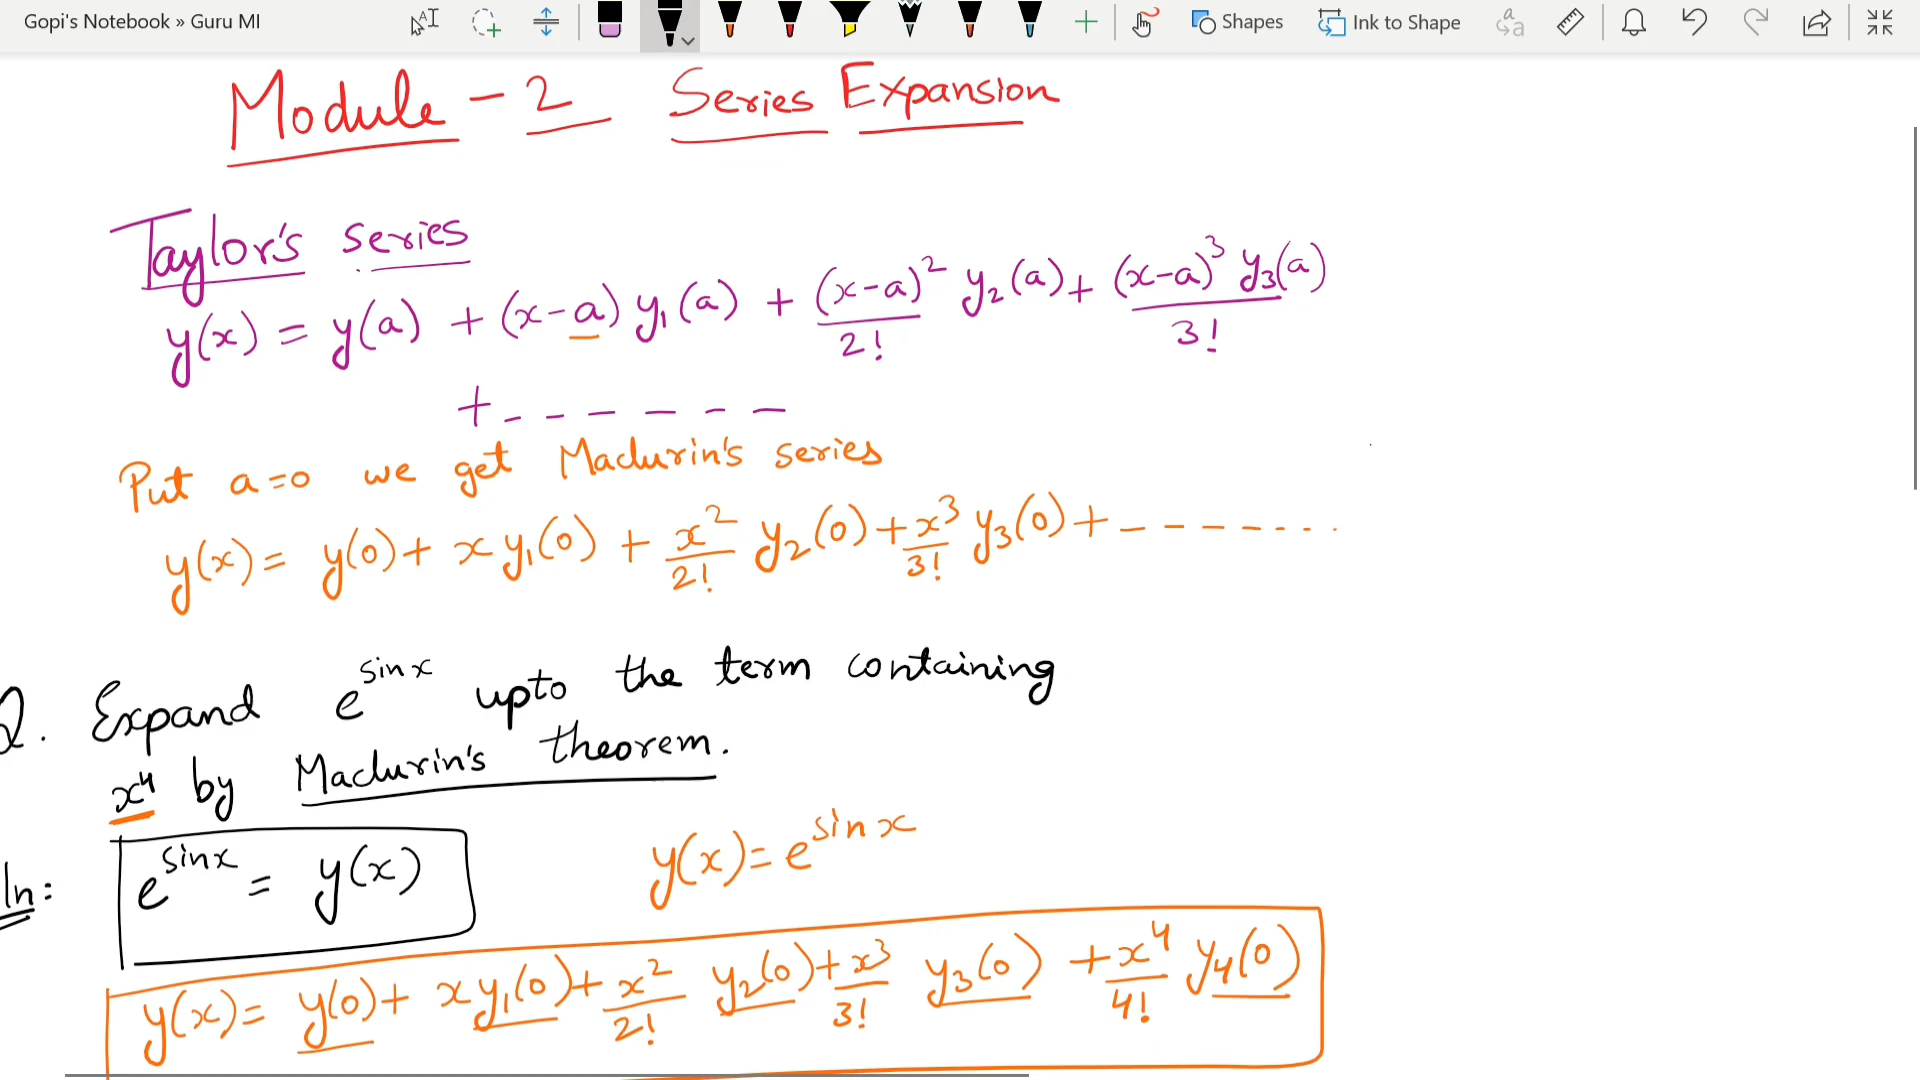 Gopi's Notebook » Guru MI
Shapes
Ink to Shape
Module - 2 Series Expansion
Taylor's series
y(x) = y(a) + (x-a) y₁(a) + (x-a)²/2! y₂(a) + (x-a)³ y₃(a)/3!
+ - - - - - -
Put a=0 we get Maclurin's series
y(x) = y(0) + x y₁(0) + x²/2! y₂(0) + x³/3! y₃(0) + - - - - - - - -
Q. Expand e^sinx upto the term containing
x⁴ by Maclurin's theorem.
ln: e^sinx = y(x)
y(x) = e^sinx
y(x) = y(0) + x y₁(0) + x²/2! y₂(0) + x³/3! y₃(0) + x⁴/4! y₄(0)